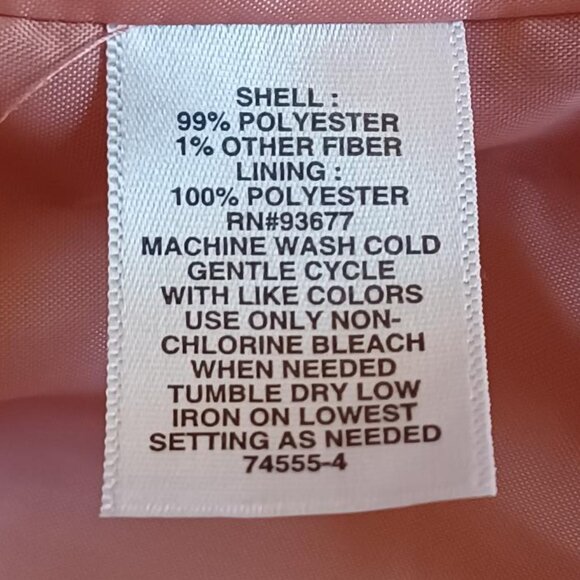 SHELL :
99% POLYESTER
1% OTHER FIBER
LINING :
100% POLYESTER
RN#93677
MACHINE WASH COLD
GENTLE CYCLE
WITH LIKE COLORS
USE ONLY NON-
CHLORINE BLEACH
WHEN NEEDED
TUMBLE DRY LOW
IRON ON LOWEST
SETTING AS NEEDED
74555-4